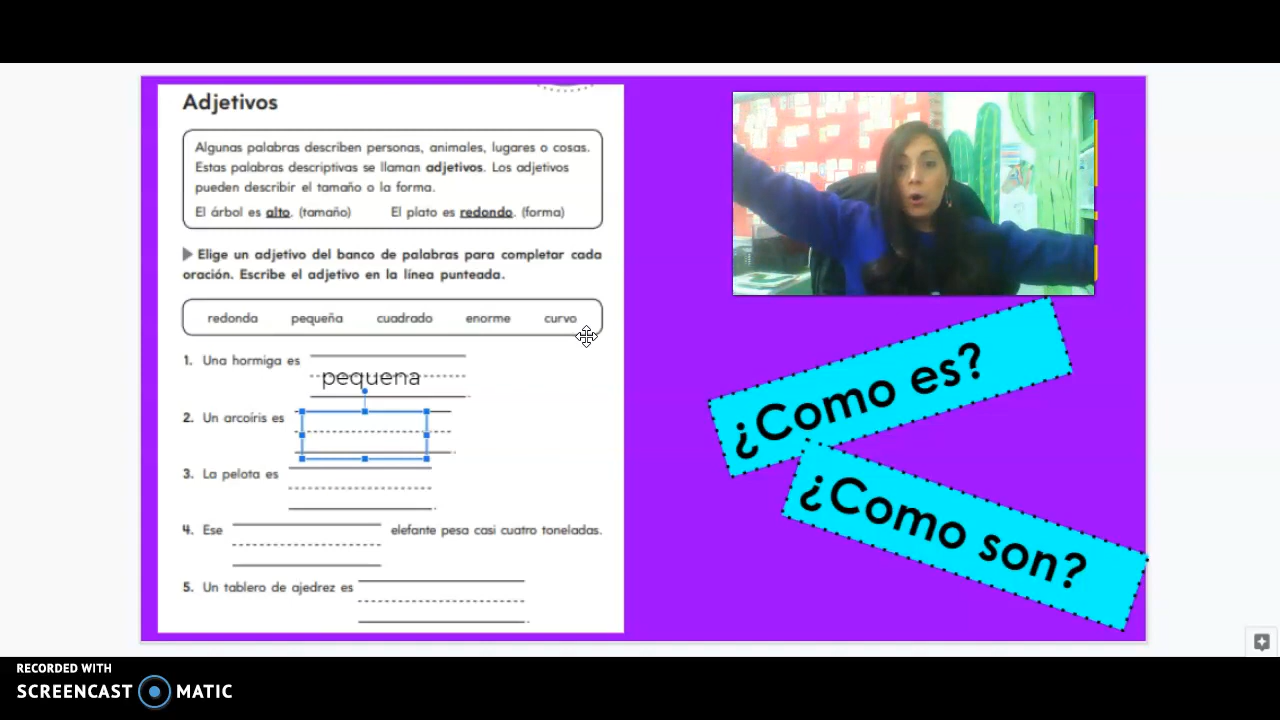 Adjetivos
Algunas palabras describen personas, animales, lugares o cosas.
Estas palabras descriptivas se llaman adjetivos. Los adjetivos
pueden describir el tamaño o la forma.
El árbol es alto. (tamaño) El plato es redondo. (forma)
Elige un adjetivo del banco de palabras para completar cada
oración. Escribe el adjetivo en la línea punteada.
redonda pequeña cuadrado enorme curvo
1. Una hormiga es
pequena
2. Un arcoíris es
3. La pelota es
4. Ese elefante pesa casi cuatro toneladas.
5. Un tablero de ajedrez es
¿Como es?
¿Como son?
RECORDED WITH
SCREENCAST MATIC